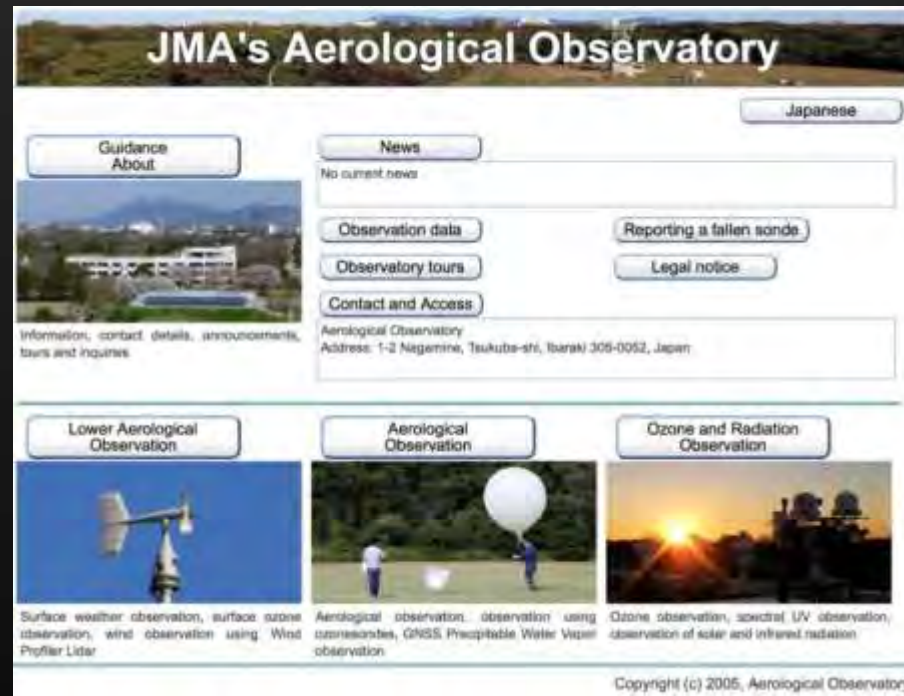 JMA's Aerological Observatory
Japanese
Guidance
About
Information, contact details, announcements,
tours and inquiries
News
No current news
Observation data
Reporting a fallen sonde
Observatory tours
Legal notice
Contact and Access
Aerological Observatory
Address: 1-2 Nagamine, Tsukuba-shi, Ibaraki 305-0052, Japan
Lower Aerological
Observation
Surface weather observation, surface ozone
observation, wind observation using Wind
Profiler Lidar
Aerological
Observation
Aerological observation, observation using
ozonesondes, GNSS Precipitable Water Vapor
observation
Ozone and Radiation
Observation
Ozone observation, spectral UV observation,
observation of solar and infrared radiation
Copyright (c) 2005, Aerological Observatory